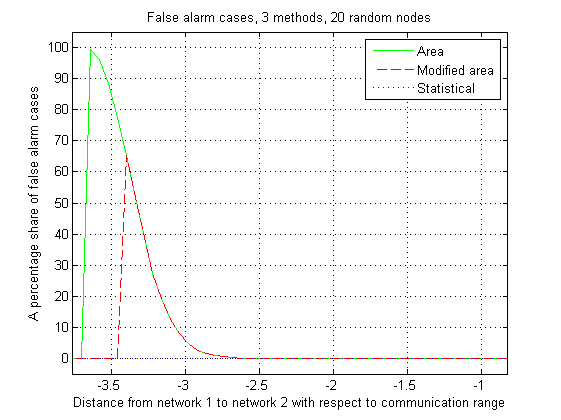 False alarm cases, 3 methods, 20 random nodes
Area
Modified area
Statistical
A percentage share of false alarm cases
100
90
80
70
60
50
40
30
20
10
0
-3.5 -3 -2.5 -2 -1.5 -1
Distance from network 1 to network 2 with respect to communication range